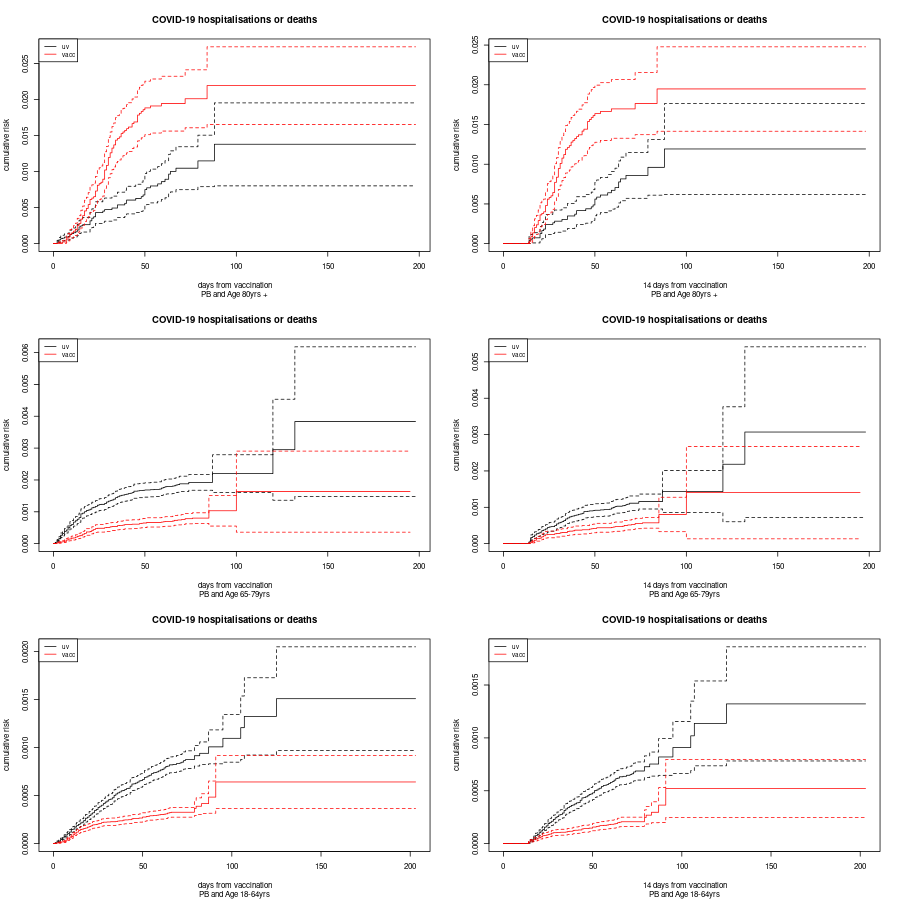 COVID-19 hospitalisations or deaths
uv
vacc
cumulative risk
0.000 0.005 0.010 0.015 0.020 0.025
0 50 100 150 200
days from vaccination
PB and Age 80yrs +
COVID-19 hospitalisations or deaths
uv
vacc
cumulative risk
0.000 0.005 0.010 0.015 0.020 0.025
0 50 100 150 200
14 days from vaccination
PB and Age 80yrs +
COVID-19 hospitalisations or deaths
uv
vacc
cumulative risk
0.000 0.001 0.002 0.003 0.004 0.005 0.006
0 50 100 150 200
days from vaccination
PB and Age 65-79yrs
COVID-19 hospitalisations or deaths
uv
vacc
cumulative risk
0.000 0.001 0.002 0.003 0.004 0.005
0 50 100 150 200
14 days from vaccination
PB and Age 65-79yrs
COVID-19 hospitalisations or deaths
uv
vacc
cumulative risk
0.0000 0.0005 0.0010 0.0015 0.0020
0 50 100 150 200
days from vaccination
PB and Age 18-64yrs
COVID-19 hospitalisations or deaths
uv
vacc
cumulative risk
0.0000 0.0005 0.0010 0.0015
0 50 100 150 200
14 days from vaccination
PB and Age 18-64yrs